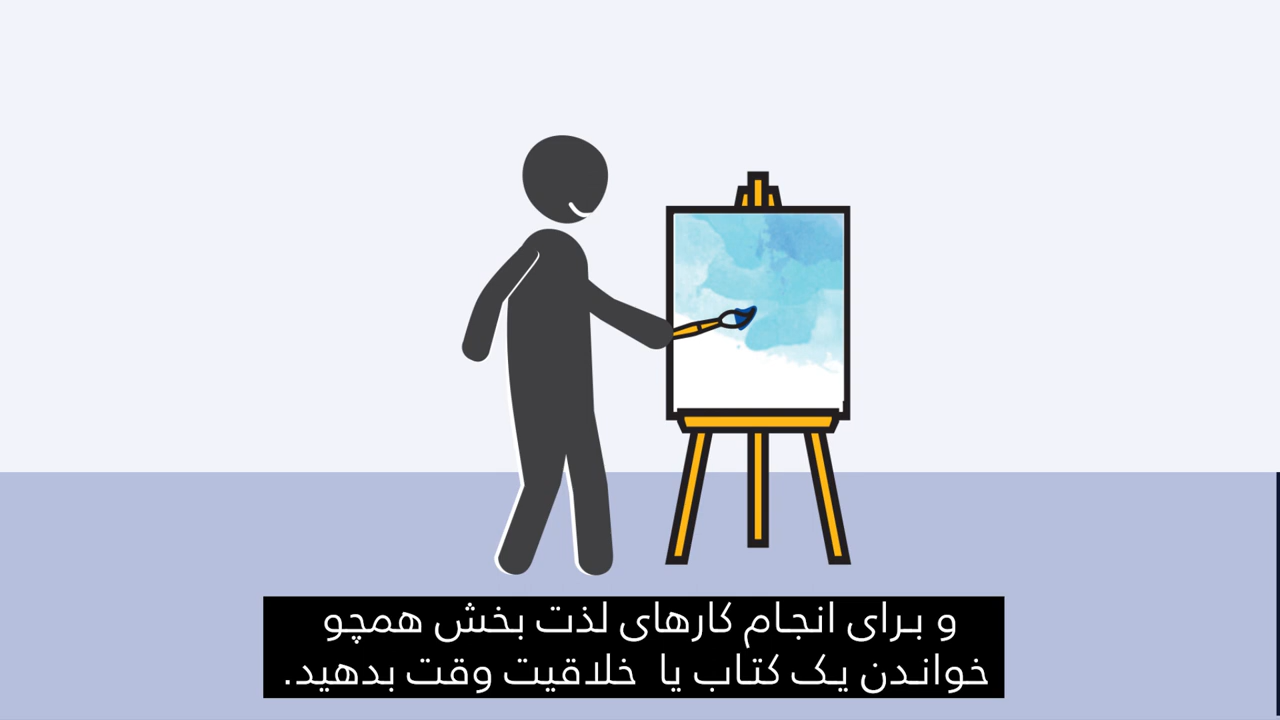 و برای انجام کارهای لذت بخش همچو
خواندن یک کتاب یا خلاقیت وقت بدهید.